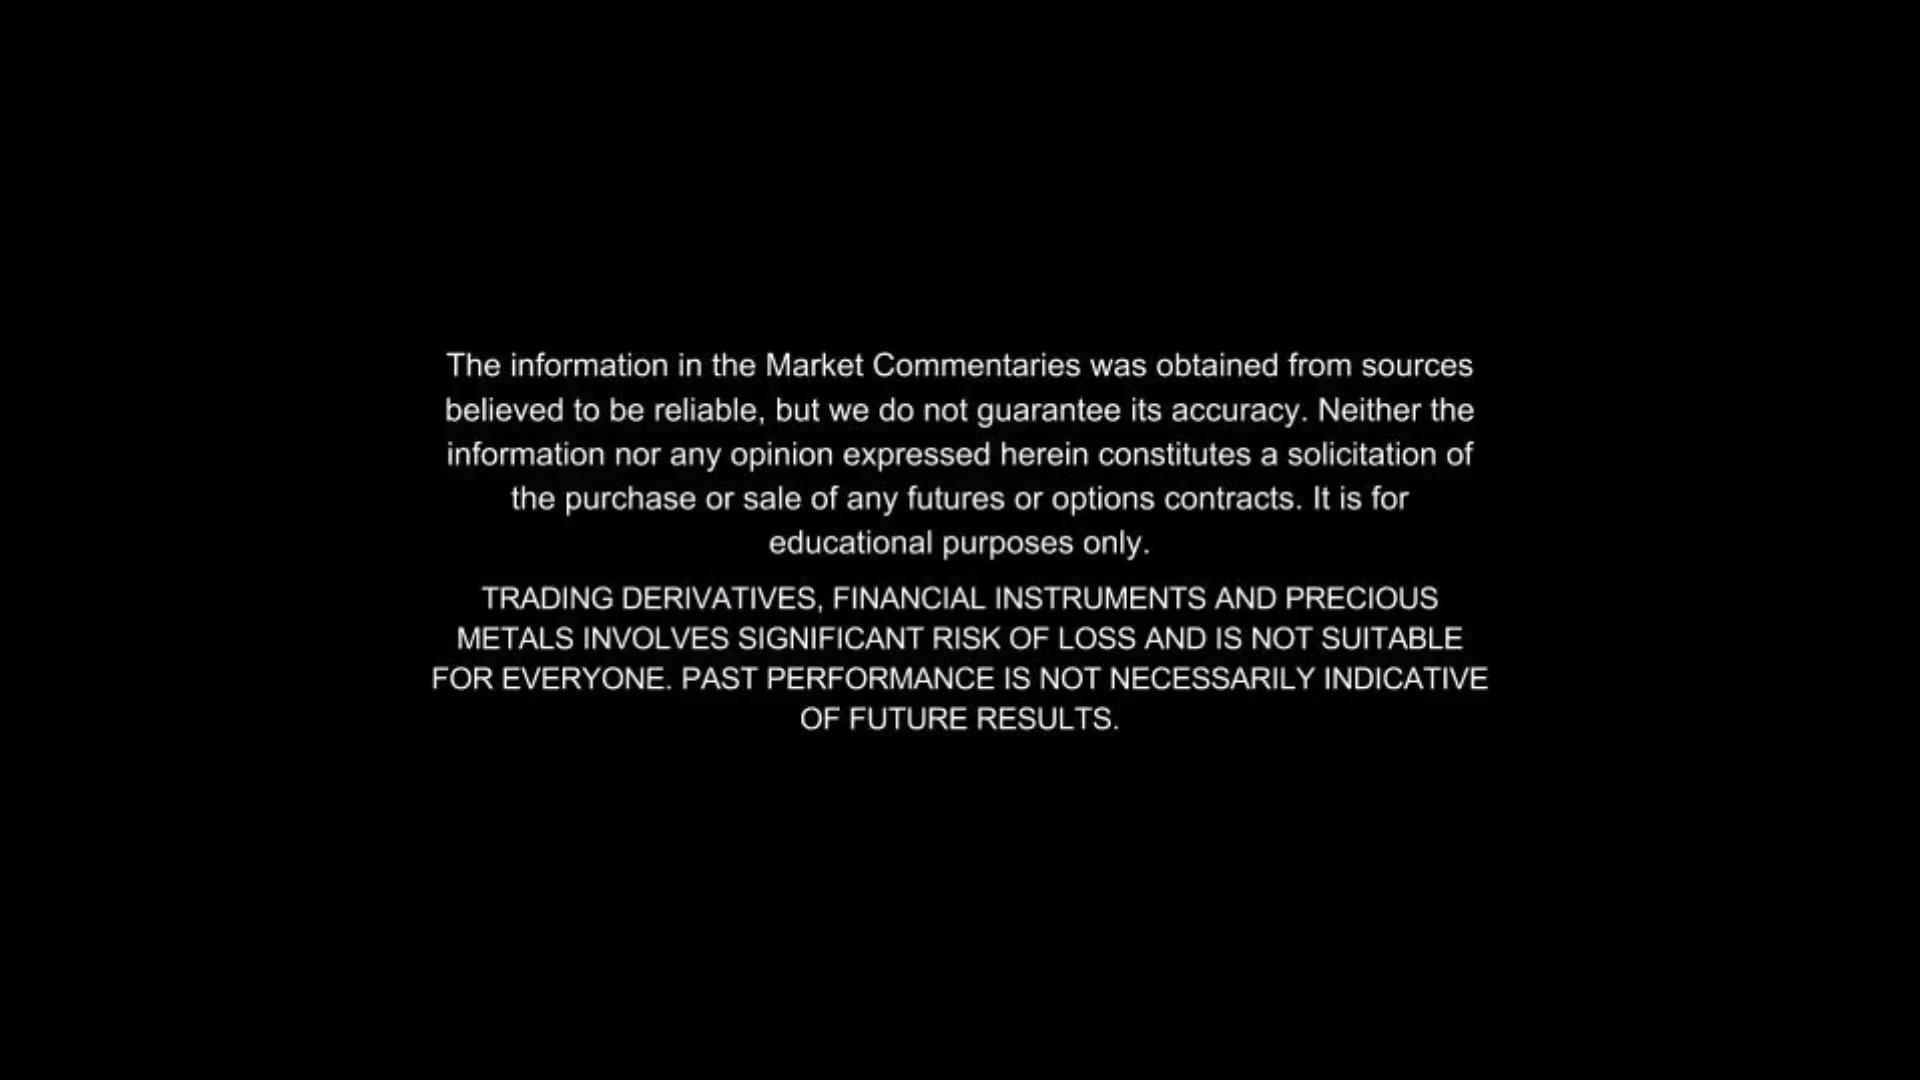 The information in the Market Commentaries was obtained from sources
believed to be reliable, but we do not guarantee its accuracy. Neither the
information nor any opinion expressed herein constitutes a solicitation of
the purchase or sale of any futures or options contracts. It is for
educational purposes only.
TRADING DERIVATIVES, FINANCIAL INSTRUMENTS AND PRECIOUS
METALS INVOLVES SIGNIFICANT RISK OF LOSS AND IS NOT SUITABLE
FOR EVERYONE. PAST PERFORMANCE IS NOT NECESSARILY INDICATIVE
OF FUTURE RESULTS.